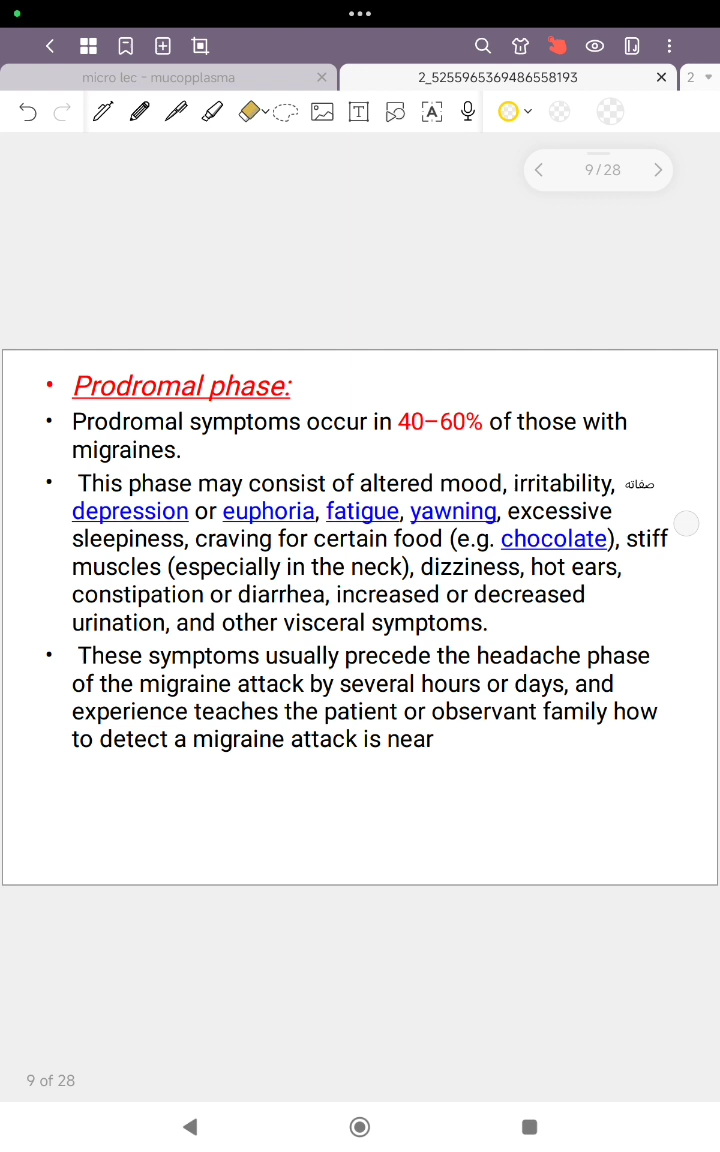 micro lec - mucopplasma
2_5255965369486558193
2
9/28
• Prodromal phase:
• Prodromal symptoms occur in 40–60% of those with
migraines.
• This phase may consist of altered mood, irritability, صفاته
depression or euphoria, fatigue, yawning, excessive
sleepiness, craving for certain food (e.g. chocolate), stiff
muscles (especially in the neck), dizziness, hot ears,
constipation or diarrhea, increased or decreased
urination, and other visceral symptoms.
• These symptoms usually precede the headache phase
of the migraine attack by several hours or days, and
experience teaches the patient or observant family how
to detect a migraine attack is near
9 of 28